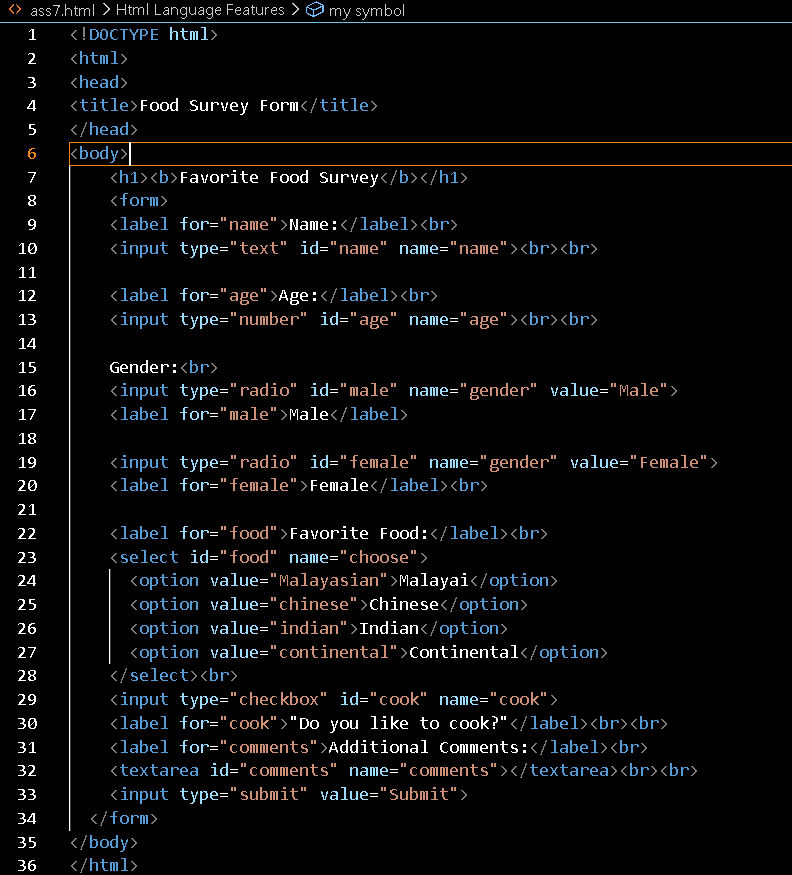 ass7.html > Html Language Features > my symbol
1 <!DOCTYPE html>
2 <html>
3 <head>
4 <title>Food Survey Form</title>
5 </head>
6 <body>
7 <h1><b>Favorite Food Survey</b></h1>
8 <form>
9 <label for="name">Name:</label><br>
10 <input type="text" id="name" name="name"><br><br>
11
12 <label for="age">Age:</label><br>
13 <input type="number" id="age" name="age"><br><br>
14
15 Gender:<br>
16 <input type="radio" id="male" name="gender" value="Male">
17 <label for="male">Male</label>
18
19 <input type="radio" id="female" name="gender" value="Female">
20 <label for="female">Female</label><br>
21
22 <label for="food">Favorite Food:</label><br>
23 <select id="food" name="choose">
24 <option value="Malayasian">Malayai</option>
25 <option value="chinese">Chinese</option>
26 <option value="indian">Indian</option>
27 <option value="continental">Continental</option>
28 </select><br>
29 <input type="checkbox" id="cook" name="cook">
30 <label for="cook">"Do you like to cook?"</label><br><br>
31 <label for="comments">Additional Comments:</label><br>
32 <textarea id="comments" name="comments"></textarea><br><br>
33 <input type="submit" value="Submit">
34 </form>
35 </body>
36 </html>